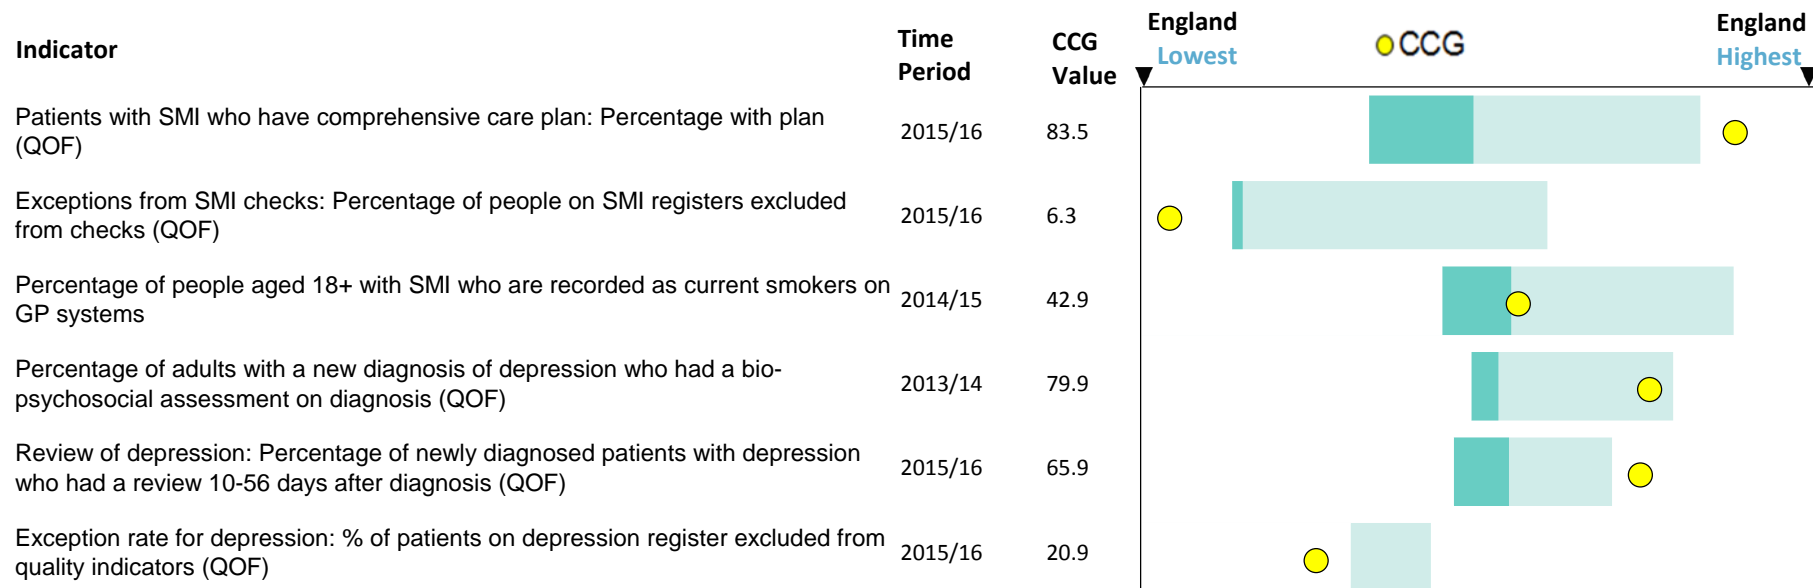 Indicator
Time
Period
CCG
Value
England
Lowest
CCG
England
Highest
Patients with SMI who have comprehensive care plan: Percentage with plan
(QOF)
2015/16
83.5
Exceptions from SMI checks: Percentage of people on SMI registers excluded
from checks (QOF)
2015/16
6.3
Percentage of people aged 18+ with SMI who are recorded as current smokers on
GP systems
2014/15
42.9
Percentage of adults with a new diagnosis of depression who had a bio-
psychosocial assessment on diagnosis (QOF)
2013/14
79.9
Review of depression: Percentage of newly diagnosed patients with depression
who had a review 10-56 days after diagnosis (QOF)
2015/16
65.9
Exception rate for depression: % of patients on depression register excluded from
quality indicators (QOF)
2015/16
20.9